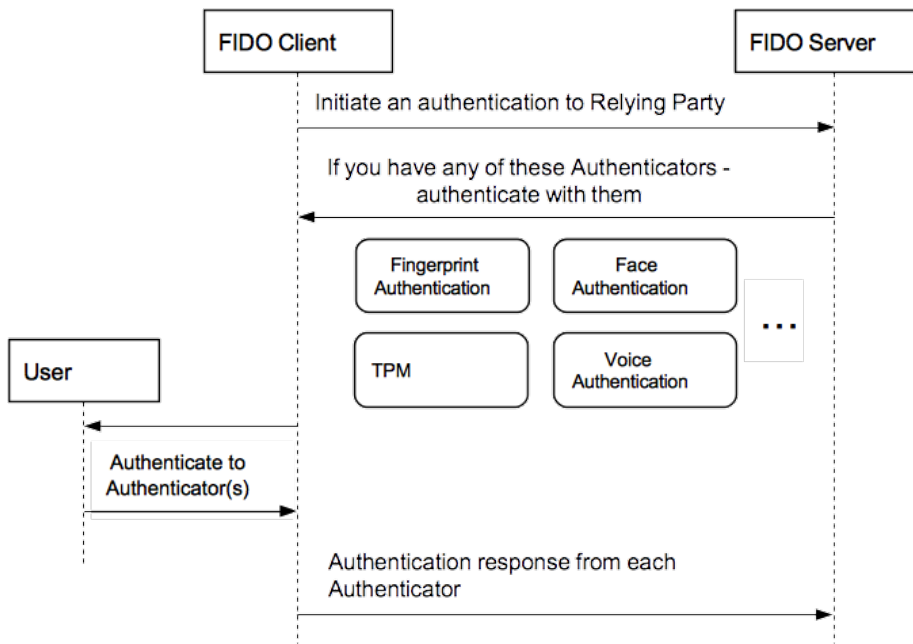 FIDO Client
FIDO Server
Initiate an authentication to Relying Party
If you have any of these Authenticators -
authenticate with them
Fingerprint
Authentication
Face
Authentication
...
TPM
Voice
Authentication
User
Authenticate to
Authenticator(s)
Authentication response from each
Authenticator